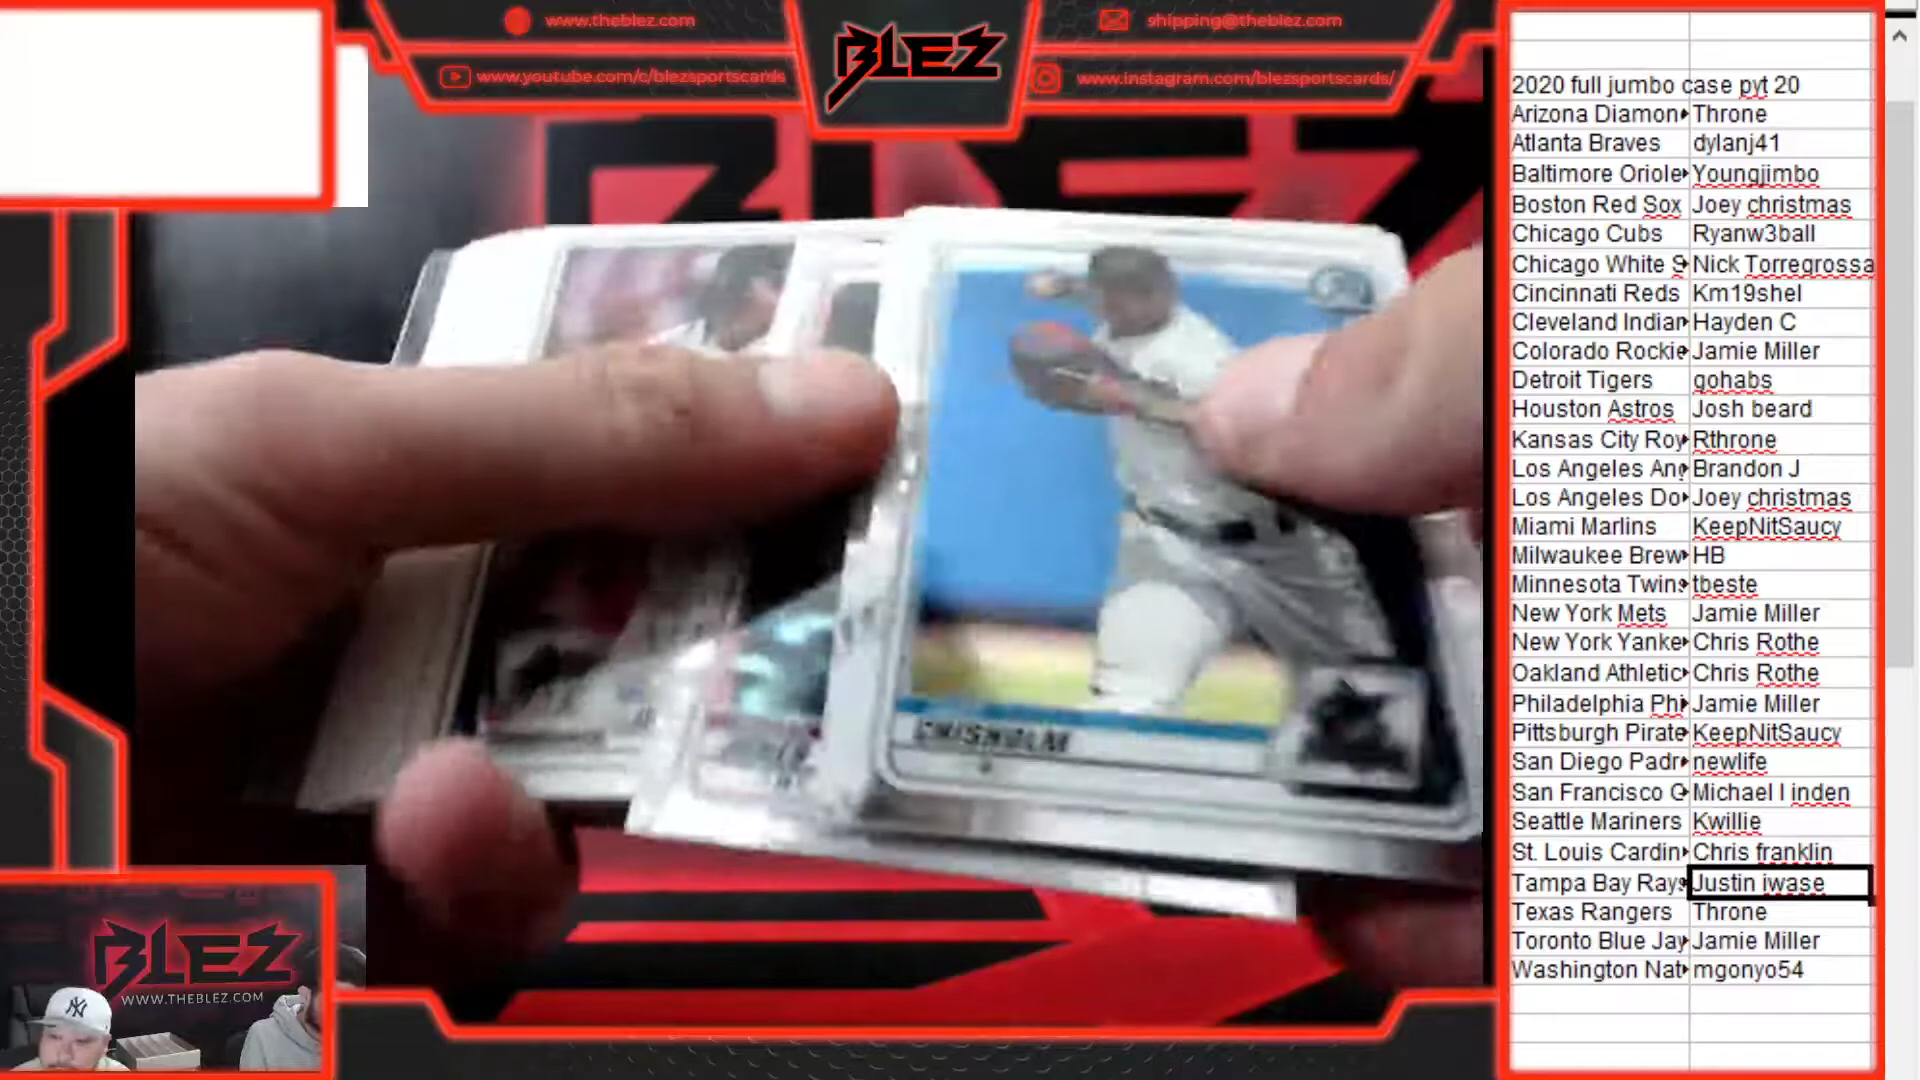 www.theblez.com
www.youtube.com/c/blezsportscards
BLEZ
shipping@theblez.com
www.instagram.com/blezsportscards/
2020 full jumbo case pyt 20
Arizona Diamon Throne
Atlanta Braves dylanj41
Baltimore Oriole Youngjimbo
Boston Red Sox Joey christmas
Chicago Cubs Ryanw3ball
Chicago White S Nick Torregrossa
Cincinnati Reds Km19shel
Cleveland Indian Hayden C
Colorado Rockie Jamie Miller
Detroit Tigers gohabs
Houston Astros Josh beard
Kansas City Roy Rthrone
Los Angeles Ang Brandon J
Los Angeles Do Joey christmas
Miami Marlins KeepNitSaucy
Milwaukee Brew HB
Minnesota Twins tbeste
New York Mets Jamie Miller
New York Yanke Chris Rothe
Oakland Athletic Chris Rothe
Philadelphia Phi Jamie Miller
Pittsburgh Pirate KeepNitSaucy
San Diego Padr newlife
San Francisco G Michael l inden
Seattle Mariners Kwillie
St. Louis Cardin Chris franklin
Tampa Bay Rays Justin iwase
Texas Rangers Throne
Toronto Blue Jay Jamie Miller
Washington Nat mgonyo54
BLEZ
CHISHOLM
BLEZ
WWW.THEBLEZ.COM
NY